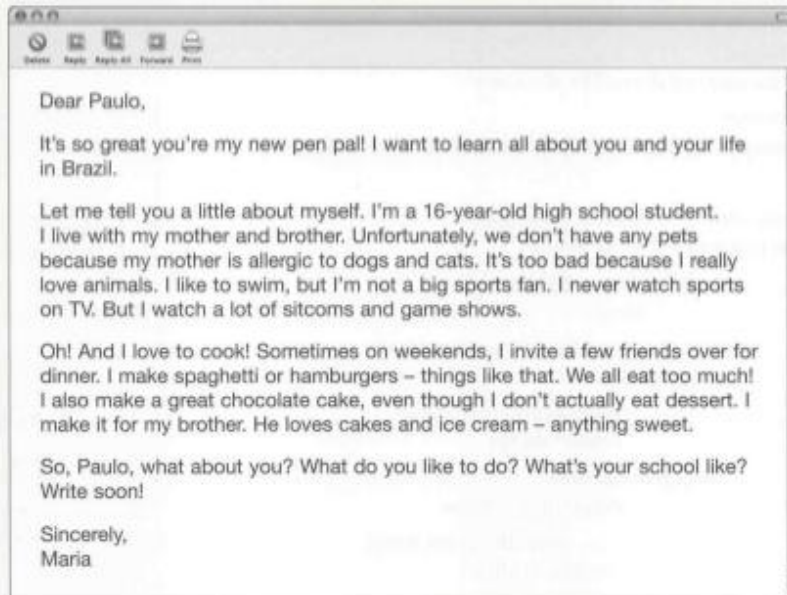 Delete Reply Reply All Forward Print
Dear Paulo,
It's so great you're my new pen pal! I want to learn all about you and your life
in Brazil.
Let me tell you a little about myself. I'm a 16-year-old high school student.
I live with my mother and brother. Unfortunately, we don't have any pets
because my mother is allergic to dogs and cats. It's too bad because I really
love animals. I like to swim, but I'm not a big sports fan. I never watch sports
on TV. But I watch a lot of sitcoms and game shows.
Oh! And I love to cook! Sometimes on weekends, I invite a few friends over for
dinner. I make spaghetti or hamburgers – things like that. We all eat too much!
I also make a great chocolate cake, even though I don't actually eat dessert. I
make it for my brother. He loves cakes and ice cream – anything sweet.
So, Paulo, what about you? What do you like to do? What's your school like?
Write soon!
Sincerely,
Maria